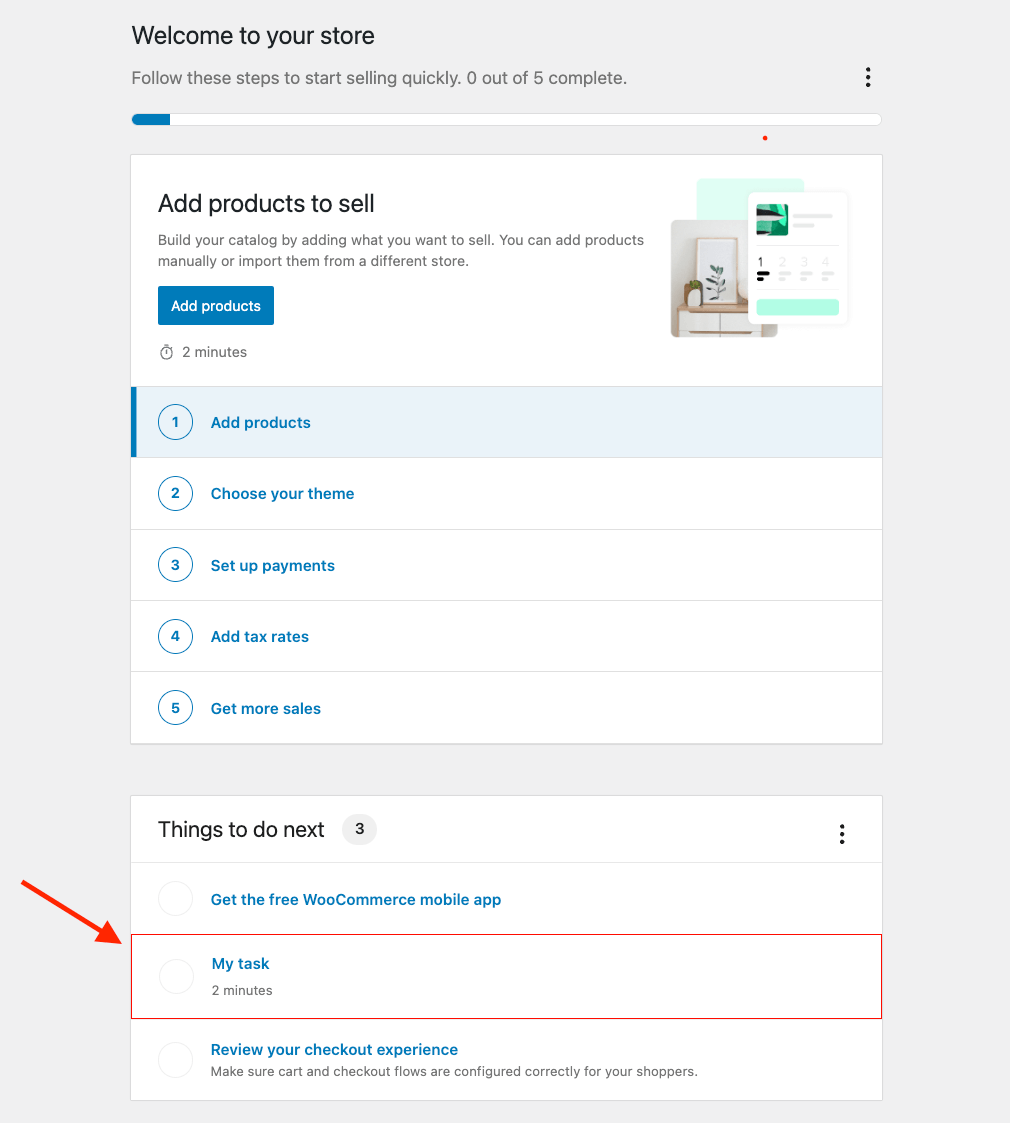 Welcome to your store
Follow these steps to start selling quickly. 0 out of 5 complete.
Add products to sell
Build your catalog by adding what you want to sell. You can add products
manually or import them from a different store.
Add products
2 minutes
1 2 3 4
1 Add products
2 Choose your theme
3 Set up payments
4 Add tax rates
5 Get more sales
Things to do next 3
Get the free WooCommerce mobile app
My task
2 minutes
Review your checkout experience
Make sure cart and checkout flows are configured correctly for your shoppers.